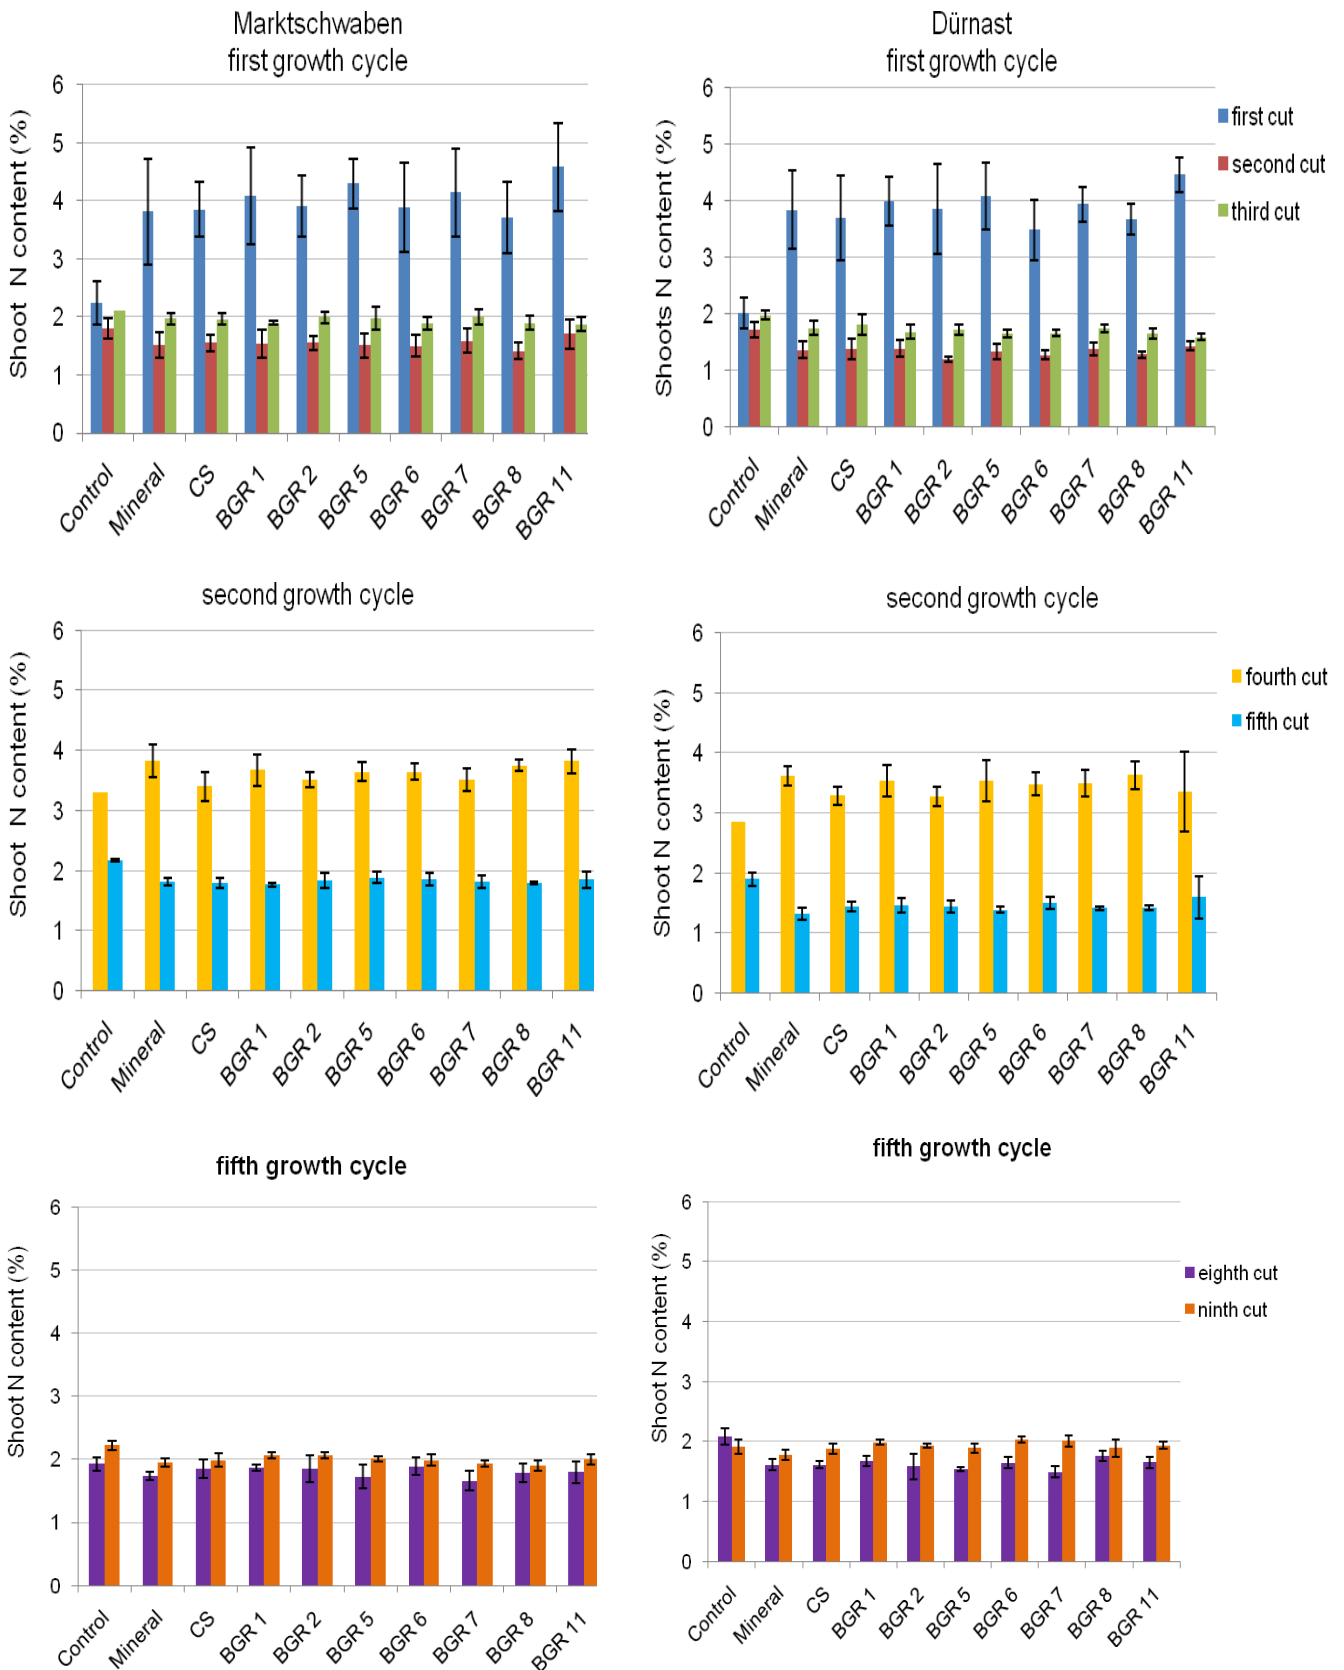 Marktschwaben
first growth cycle
Shoot N content (%)
6
5
4
3
2
1
0
Control
Mineral
CS
BGR 1
BGR 2
BGR 5
BGR 6
BGR 7
BGR 8
BGR 11
Dürnast
first growth cycle
Shoots N content (%)
6
5
4
3
2
1
0
Control
Mineral
CS
BGR 1
BGR 2
BGR 5
BGR 6
BGR 7
BGR 8
BGR 11
first cut
second cut
third cut
second growth cycle
Shoot N content (%)
6
5
4
3
2
1
0
Control
Mineral
CS
BGR 1
BGR 2
BGR 5
BGR 6
BGR 7
BGR 8
BGR 11
second growth cycle
Shoot N content (%)
6
5
4
3
2
1
0
Control
Mineral
CS
BGR 1
BGR 2
BGR 5
BGR 6
BGR 7
BGR 8
BGR 11
fourth cut
fifth cut
fifth growth cycle
Shoot N content (%)
6
5
4
3
2
1
0
Control
Mineral
CS
BGR 1
BGR 2
BGR 5
BGR 6
BGR 7
BGR 8
BGR 11
fifth growth cycle
Shoot N content (%)
6
5
4
3
2
1
0
Control
Mineral
CS
BGR 1
BGR 2
BGR 5
BGR 6
BGR 7
BGR 8
BGR 11
eighth cut
ninth cut